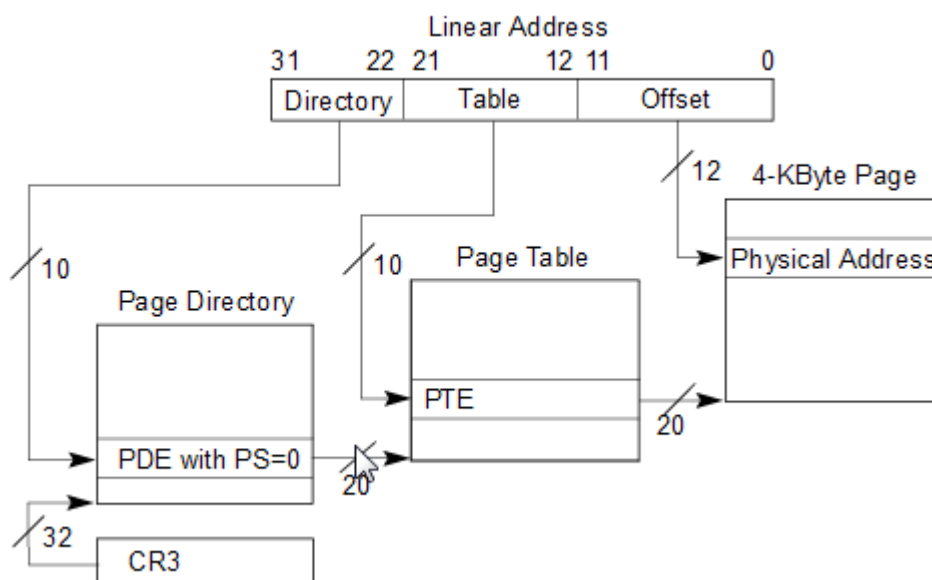 Linear Address
31 22 21 12 11 0
Directory Table Offset
12
4-KByte Page
10
10
Page Table
Physical Address
Page Directory
PTE
20
PDE with PS=0
20
32
CR3